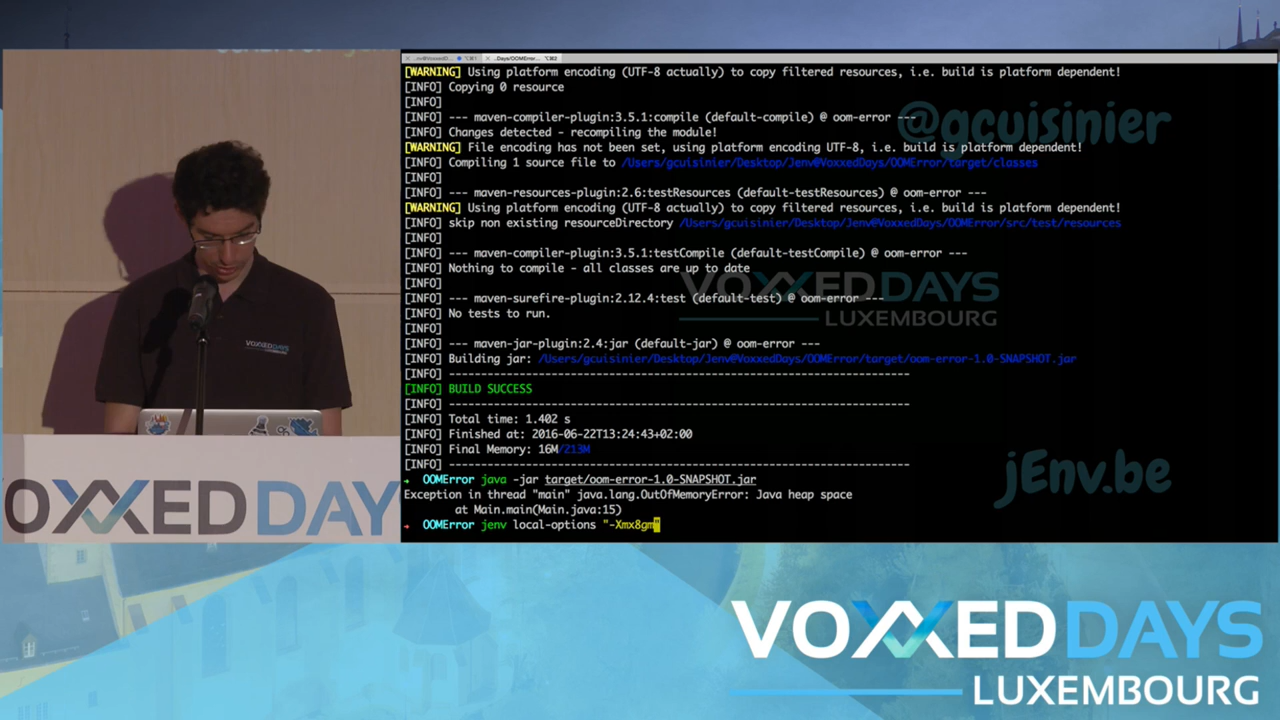 [WARNING] Using platform encoding (UTF-8 actually) to copy filtered resources, i.e. build is platform dependent!
[INFO] Copying 0 resource
[INFO]
[INFO] --- maven-compiler-plugin:3.5.1:compile (default-compile) @ oom-error ---
[INFO] Changes detected - recompiling the module!
[WARNING] File encoding has not been set, using platform encoding UTF-8, i.e. build is platform dependent!
[INFO] Compiling 1 source file to /Users/gcuisinier/Desktop/Jenv@VoxxedDays/OOMError/target/classes
[INFO]
[INFO] --- maven-resources-plugin:2.6:testResources (default-testResources) @ oom-error ---
[WARNING] Using platform encoding (UTF-8 actually) to copy filtered resources, i.e. build is platform dependent!
[INFO] skip non existing resourceDirectory /Users/gcuisinier/Desktop/Jenv@VoxxedDays/OOMError/src/test/resources
[INFO]
[INFO] --- maven-compiler-plugin:3.5.1:testCompile (default-testCompile) @ oom-error ---
[INFO] Nothing to compile - all classes are up to date
[INFO]
[INFO] --- maven-surefire-plugin:2.12.4:test (default-test) @ oom-error ---
[INFO] No tests to run.
[INFO]
[INFO] --- maven-jar-plugin:2.4:jar (default-jar) @ oom-error ---
[INFO] Building jar: /Users/gcuisinier/Desktop/Jenv@VoxxedDays/OOMError/target/oom-error-1.0-SNAPSHOT.jar
[INFO] ------------------------------------------------------------------------
[INFO] BUILD SUCCESS
[INFO] ------------------------------------------------------------------------
[INFO] Total time: 1.402 s
[INFO] Finished at: 2016-06-22T13:24:43+02:00
[INFO] Final Memory: 16M/213M
[INFO] ------------------------------------------------------------------------
→ OOMError java -jar target/oom-error-1.0-SNAPSHOT.jar
Exception in thread "main" java.lang.OutOfMemoryError: Java heap space
at Main.main(Main.java:15)
→ OOMError jenv local-options "-Xmx8gm"
@gcuisinier
VOXXEDDAYS
LUXEMBOURG
jEnv.be
VOXXEDDAYS
OXXEDDAY
VOXXEDDAYS
LUXEMBOURG